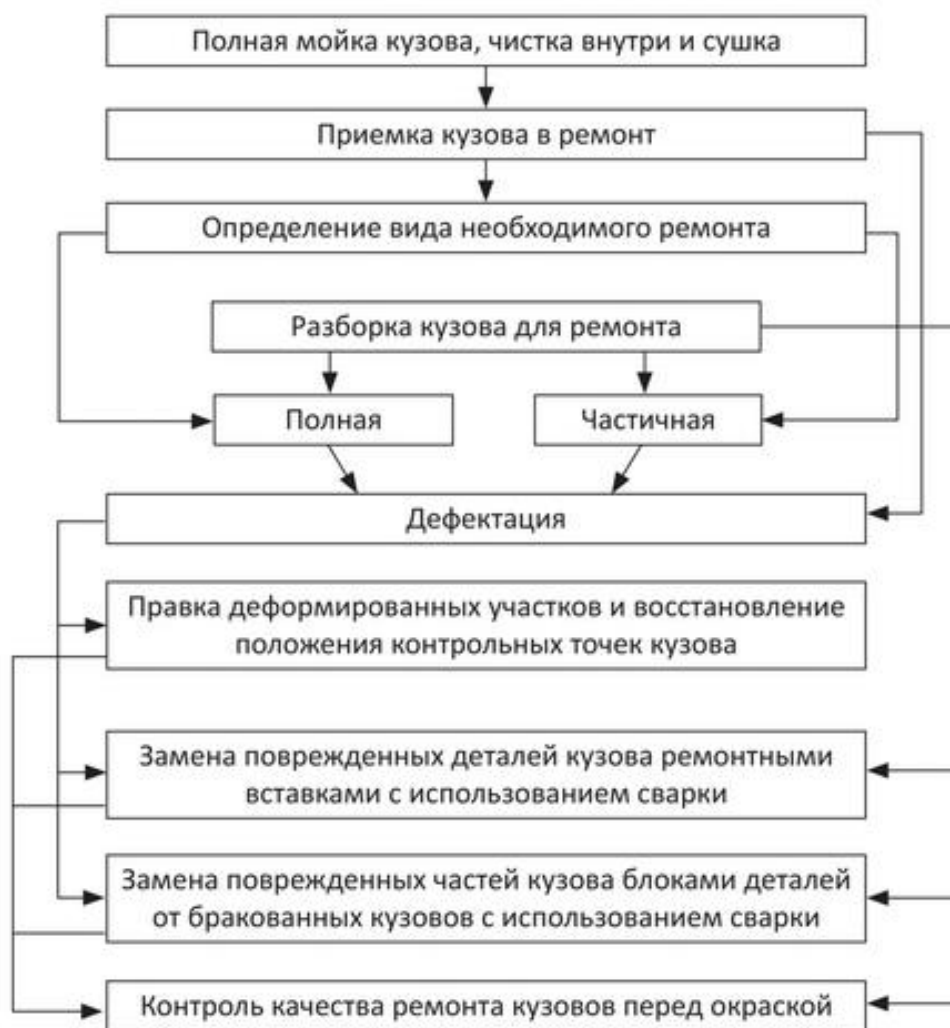 Полная мойка кузова, чистка внутри и сушка
Приемка кузова в ремонт
Определение вида необходимого ремонта
Разборка кузова для ремонта
Полная
Частичная
Дефектация
Правка деформированных участков и восстановление
положения контрольных точек кузова
Замена поврежденных деталей кузова ремонтными
вставками с использованием сварки
Замена поврежденных частей кузова блоками деталей
от бракованных кузовов с использованием сварки
Контроль качества ремонта кузовов перед окраской